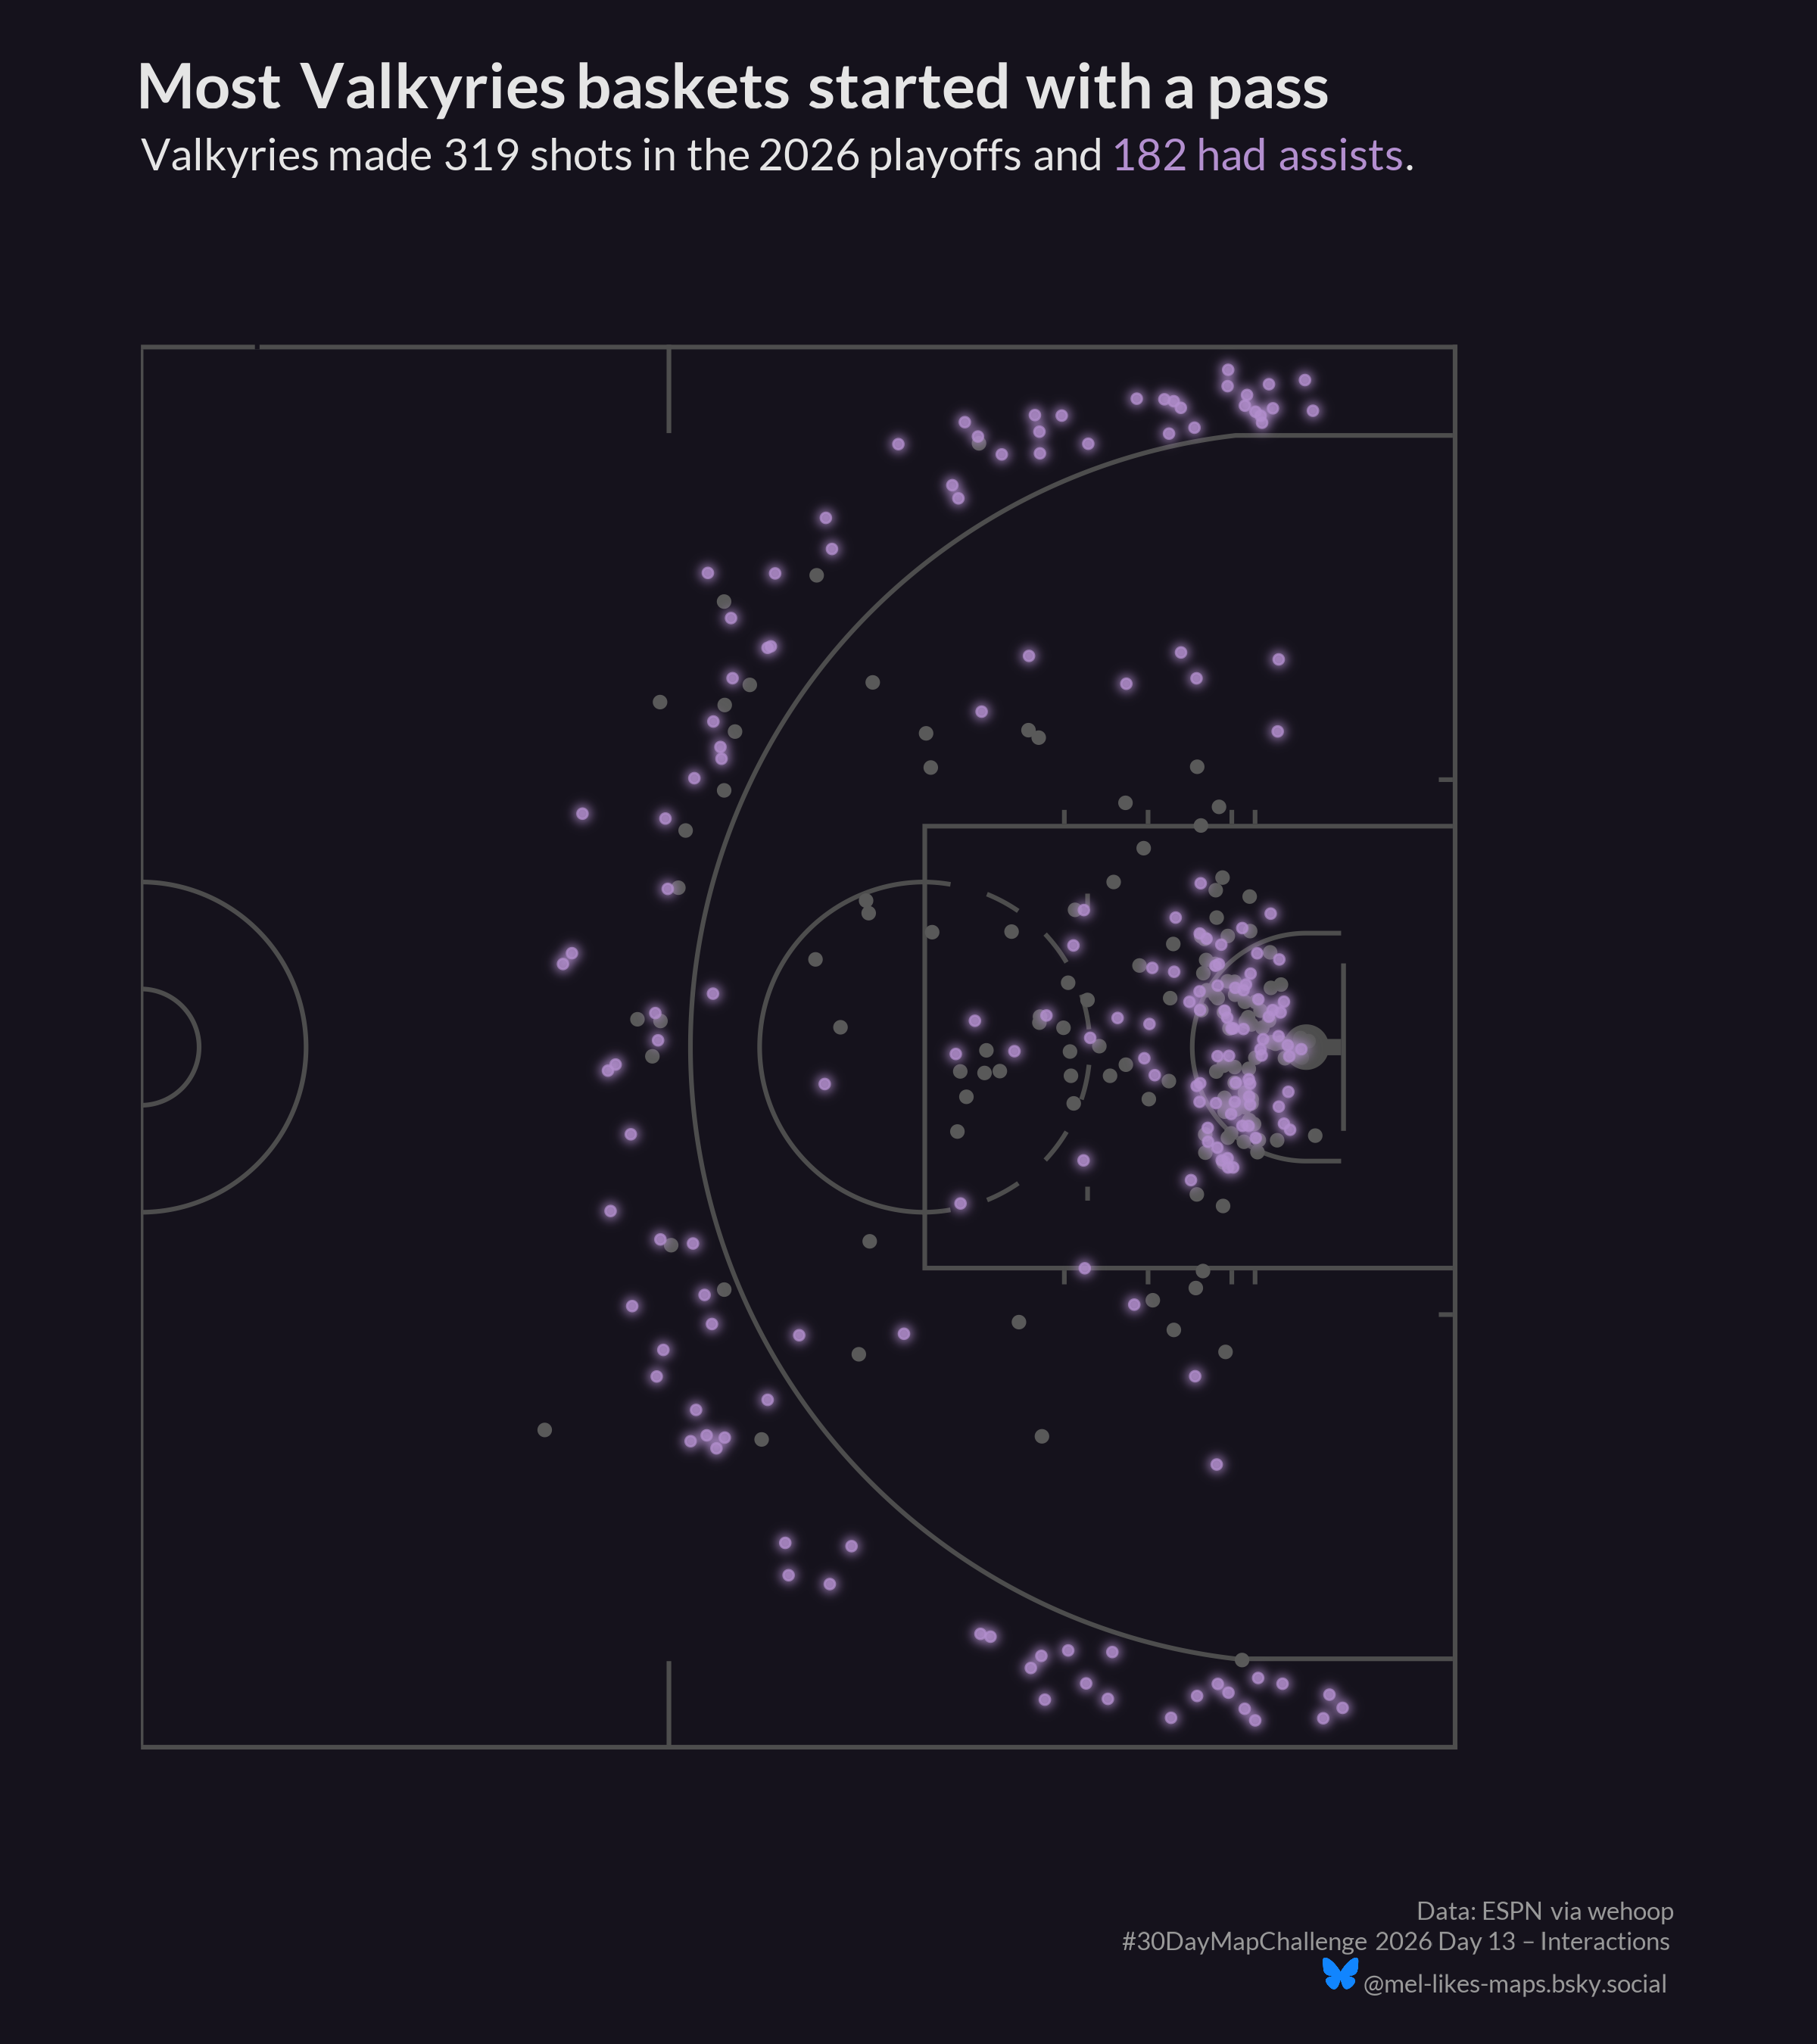 Most Valkyries baskets started with a pass
Valkyries made 319 shots in the 2026 playoffs and 182 had assists.
Data: ESPN via wehoop
#30DayMapChallenge 2026 Day 13 – Interactions
@mel-likes-maps.bsky.social